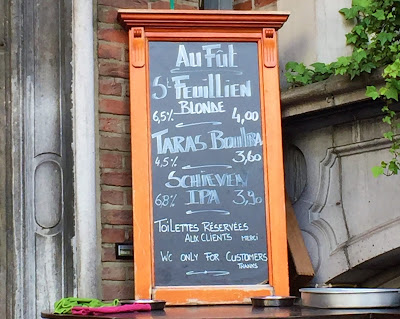 Au Fût
St Feuillien
Blonde
6,5% 4,00
Taras Boulba
4,5% 3,60
Schieven
IPA
6,8% 3,90
Toilettes Réservées
aux clients merci
WC only for customers
Thanks